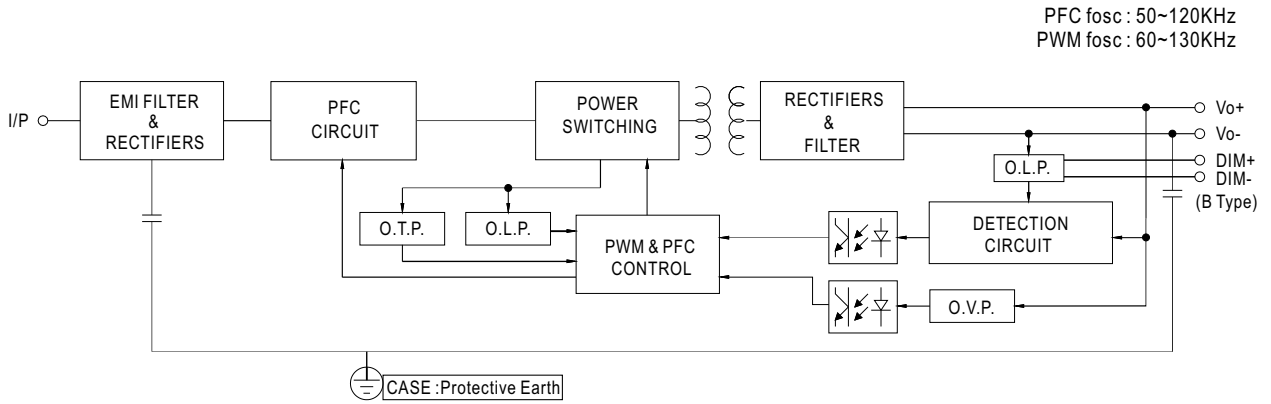 PFC fosc : 50~120KHz
PWM fosc : 60~130KHz
I/P
EMI FILTER
&
RECTIFIERS
PFC
CIRCUIT
POWER
SWITCHING
RECTIFIERS
&
FILTER
Vo+
Vo-
DIM+
DIM-
(B Type)
O.L.P.
O.T.P.
O.L.P.
PWM & PFC
CONTROL
DETECTION
CIRCUIT
O.V.P.
CASE :Protective Earth